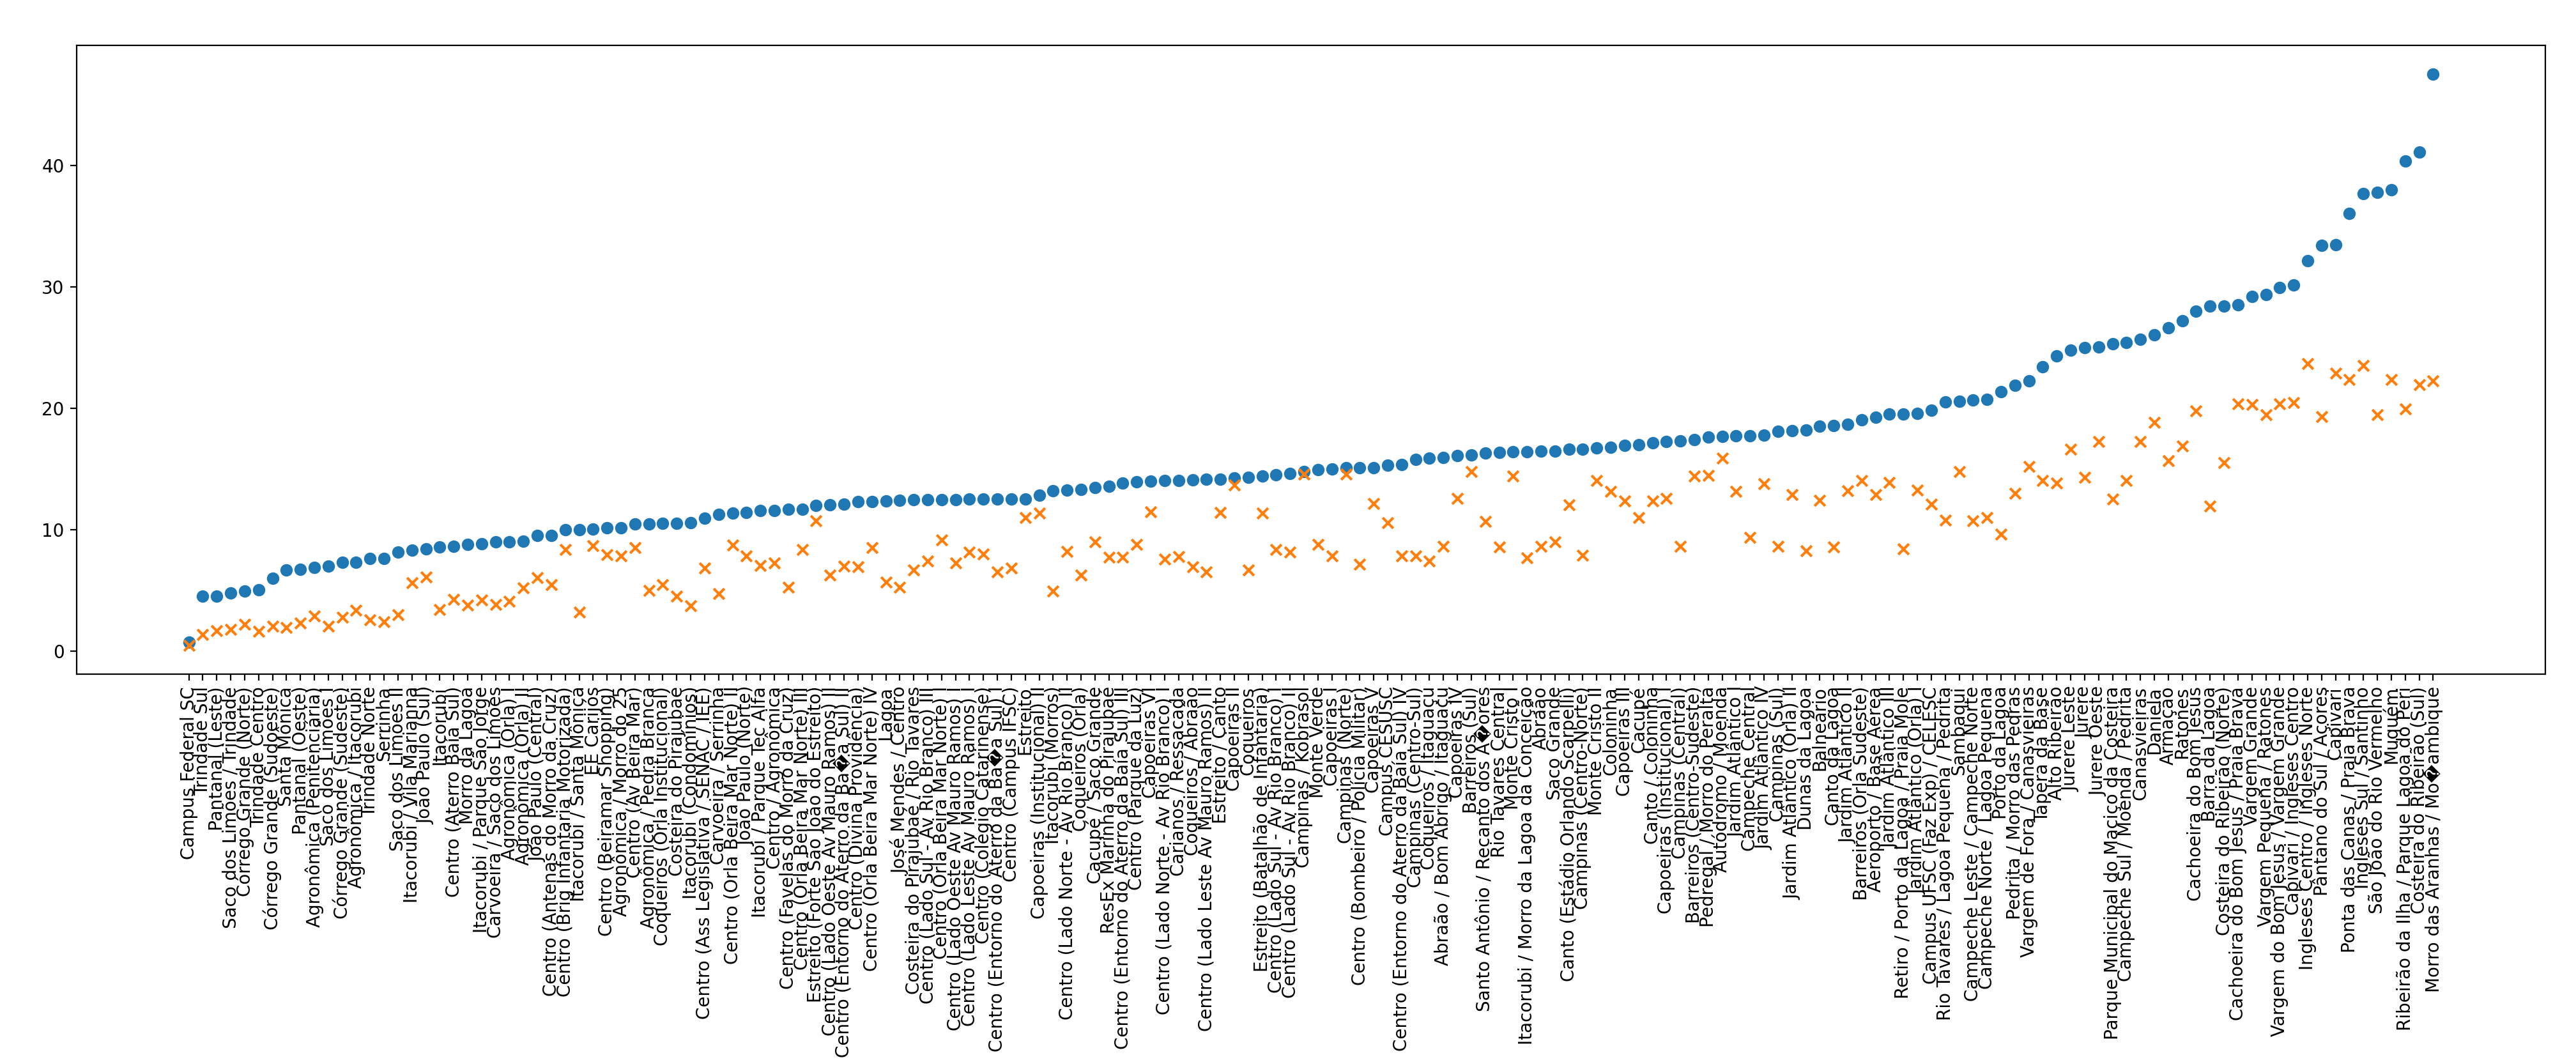 40
30
20
10
0
Campus Federal SC
Trindade Sul
Pantanal (Leste)
Saco dos Limões / Trindade
Córrego Grande (Norte)
Trindade Centro
Córrego Grande (Sudoeste)
Santa Mônica
Pantanal (Oeste)
Agronômica (Penitenciária)
Saco dos Limões I
Córrego Grande (Sudeste)
Agronômica / Itacorubi
Trindade Norte
Serrinha
Saco dos Limões II
Itacorubi / Vila Marianna
João Paulo (Sul)
Itacorubi
Centro (Aterro Baia Sul)
Morro da Lagoa
Itacorubi / Parque São Jorge
Carvoeira / Saco dos Limões
Agronômica (Orla) I
Agronômica (Orla) II
João Paulo (Central)
Centro (Antenas do Morro da Cruz)
Centro (Brig Infantaria Motorizada)
Itacorubi / Santa Mônica
EE Carijos
Centro (Beiramar Shopping)
Agronômica / Morro do 25
Centro (Av Beira Mar)
Agronômica / Pedra Branca
Coqueiros (Orla Institucional)
Costeira do Pirajubaé
Itacorubi (Condomínios)
Centro (Ass Legislativa / SENAC / IEE)
Carvoeira / Serrinha
Centro (Orla Beira Mar Norte) II
João Paulo (Norte)
Itacorubi / Parque Tec Alfa
Centro / Agronômica
Centro (Favelas do Morro da Cruz)
Centro (Orla Beira Mar Norte) III
Estreito (Forte São João do Estreito)
Centro (Lado Oeste Av Mauro Ramos) II
Centro (Entorno do Aterro da Ba�a Sul) II
Centro (Divina Providencia)
Centro (Orla Beira Mar Norte) IV
Lagoa
José Mendes / Centro
Costeira do Pirajubaé / Rio Tavares
Centro (Lado Sul - Av Rio Branco) III
Centro (Orla Beira Mar Norte) I
Centro (Lado Oeste Av Mauro Ramos) I
Centro (Lado Leste Av Mauro Ramos) I
Centro (Colégio Catarinense)
Centro (Entorno do Aterro da Ba�a Sul) I
Centro (Campus IFSC)
Estreito
Capoeiras (Institucional) II
Itacorubi (Morros)
Centro (Lado Norte - Av Rio Branco) II
Coqueiros (Orla)
Cacupé / Saco Grande
ResEx Marinha do Pirajubaé
Centro (Entorno do Aterro da Baia Sul) III
Centro (Parque da Luz)
Capoeiras VI
Centro (Lado Norte - Av Rio Branco) I
Carianos / Ressacada
Coqueiros / Abraão
Centro (Lado Leste Av Mauro Ramos) II
Estreito / Canto
Capoeiras II
Coqueiros
Estreito (Batalhão de Infantaria)
Centro (Lado Sul - Av Rio Branco) I
Centro (Lado Sul - Av Rio Branco) II
Campinas / Kobrasol
Monte Verde
Capoeiras I
Campinas (Norte)
Centro (Bombeiro / Polícia Militar)
Capoeiras V
Campus CESUSC
Centro (Entorno do Aterro da Baia Sul) IV
Campinas (Centro-Sul)
Coqueiros / Itaguaçu
Abraão / Bom Abrigo / Itaguaçu
Capoeiras IV
Barreiros (Sul)
Santo Antônio / Recanto dos A�ores
Rio Tavares Central
Monte Cristo I
Itacorubi / Morro da Lagoa da Conceição
Abraão
Saco Grande
Canto (Estádio Orlando Scarpelli)
Campinas (Centro-Norte)
Monte Cristo II
Coloninha
Capoeiras III
Cacupé
Canto / Coloninha
Capoeiras (Institucional) I
Campinas (Central)
Barreiros (Centro-Sudeste)
Pedregal / Morro do Peralta
Autódromo / Moenda
Jardim Atlântico I
Campeche Central
Jardim Atlântico IV
Campinas (Sul)
Jardim Atlântico (Orla) II
Dunas da Lagoa
Balneário
Canto da Lagoa
Jardim Atlântico II
Barreiros (Orla Sudeste)
Aeroporto / Base Aérea
Jardim Atlântico III
Retiro / Porto da Lagoa / Praia Mole
Jardim Atlântico (Orla) I
Campus UFSC (Faz Exp) / CELESC
Rio Tavares / Lagoa Pequena / Pedrita
Sambaqui
Campeche Leste / Campeche Norte
Campeche Norte / Lagoa Pequena
Porto da Lagoa
Pedrita / Morro das Pedras
Vargem de Fora / Canasvieiras
Tapera da Base
Alto Ribeirão
Jurere Leste
Jurere
Jurere Oeste
Parque Municipal do Maciço da Costeira
Campeche Sul / Moenda / Pedrita
Canasvieiras
Daniela
Armação
Ratones
Cachoeira do Bom Jesus
Barra da Lagoa
Costeira do Ribeirão (Norte)
Cachoeira do Bom Jesus / Praia Brava
Vargem Grande
Vargem Pequena / Ratones
Vargem do Bom Jesus / Vargem Grande
Capivari / Ingleses Centro
Ingleses Centro / Ingleses Norte
Pântano do Sul / Açores
Capivari
Ponta das Canas / Praia Brava
Ingleses Sul / Santinho
São João do Rio Vermelho
Muquém
Ribeirão da Ilha / Parque Lagoa do Peri
Costeira do Ribeirão (Sul)
Morro das Aranhas / Mo�ambique